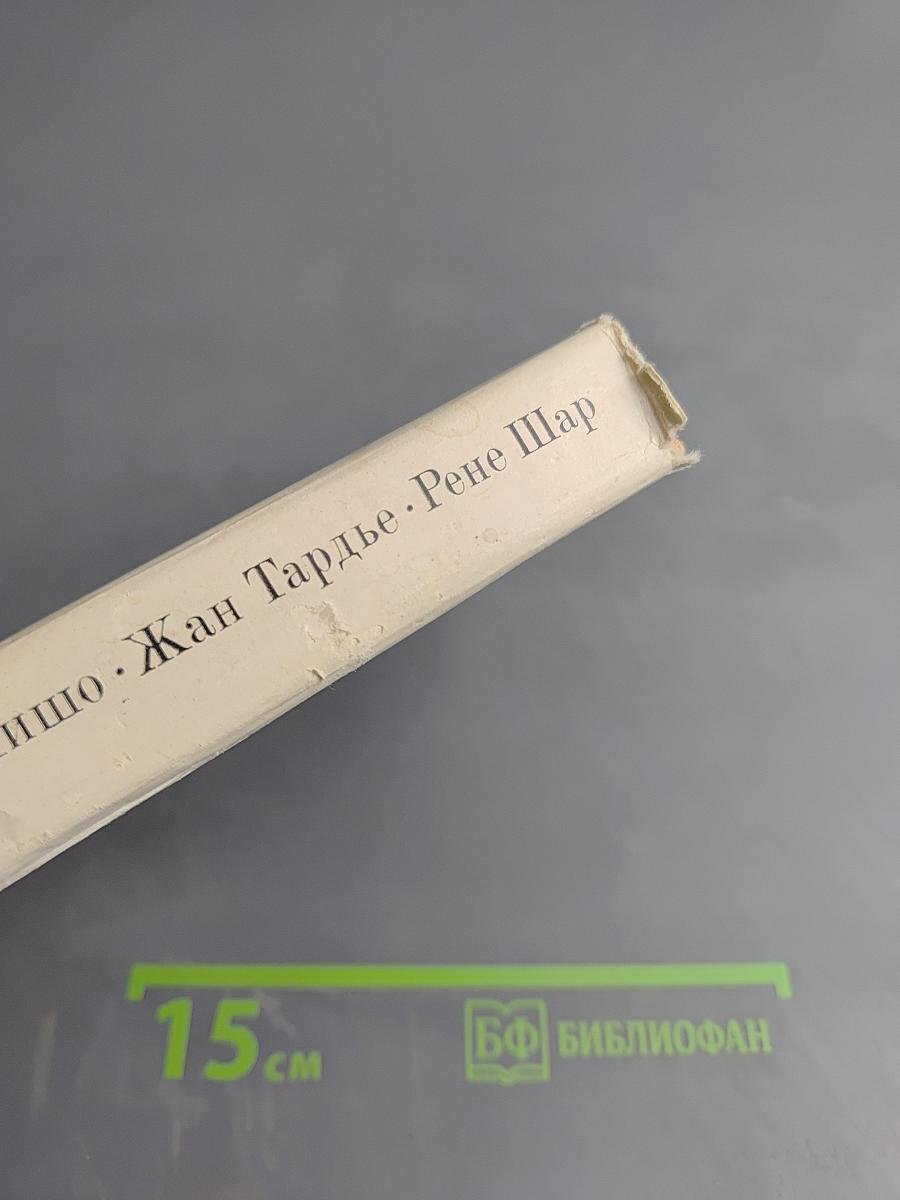 ишо · Жан Тардье · Рене Шар
15 см
БФ БИБЛИОФАН